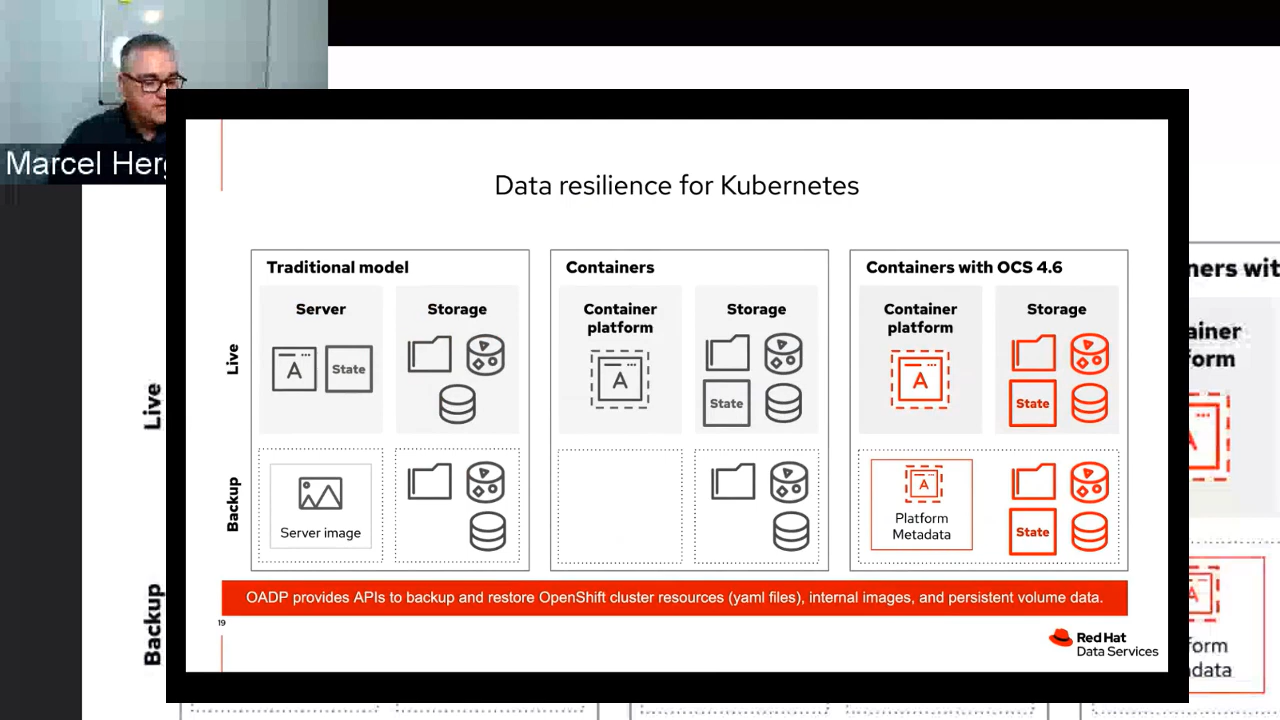 Marcel Her
Data resilience for Kubernetes
Traditional model
Containers
Containers with OCS 4.6
Server
Storage
Container
platform
Storage
Container
platform
Storage
Live
A
State
A
State
A
State
Backup
Server image
A
Platform
Metadata
State
OADP provides APIs to backup and restore OpenShift cluster resources (yaml files), internal images, and persistent volume data.
19
Red Hat
Data Services
ners wit
ainer
form
Live
Backup
form
data